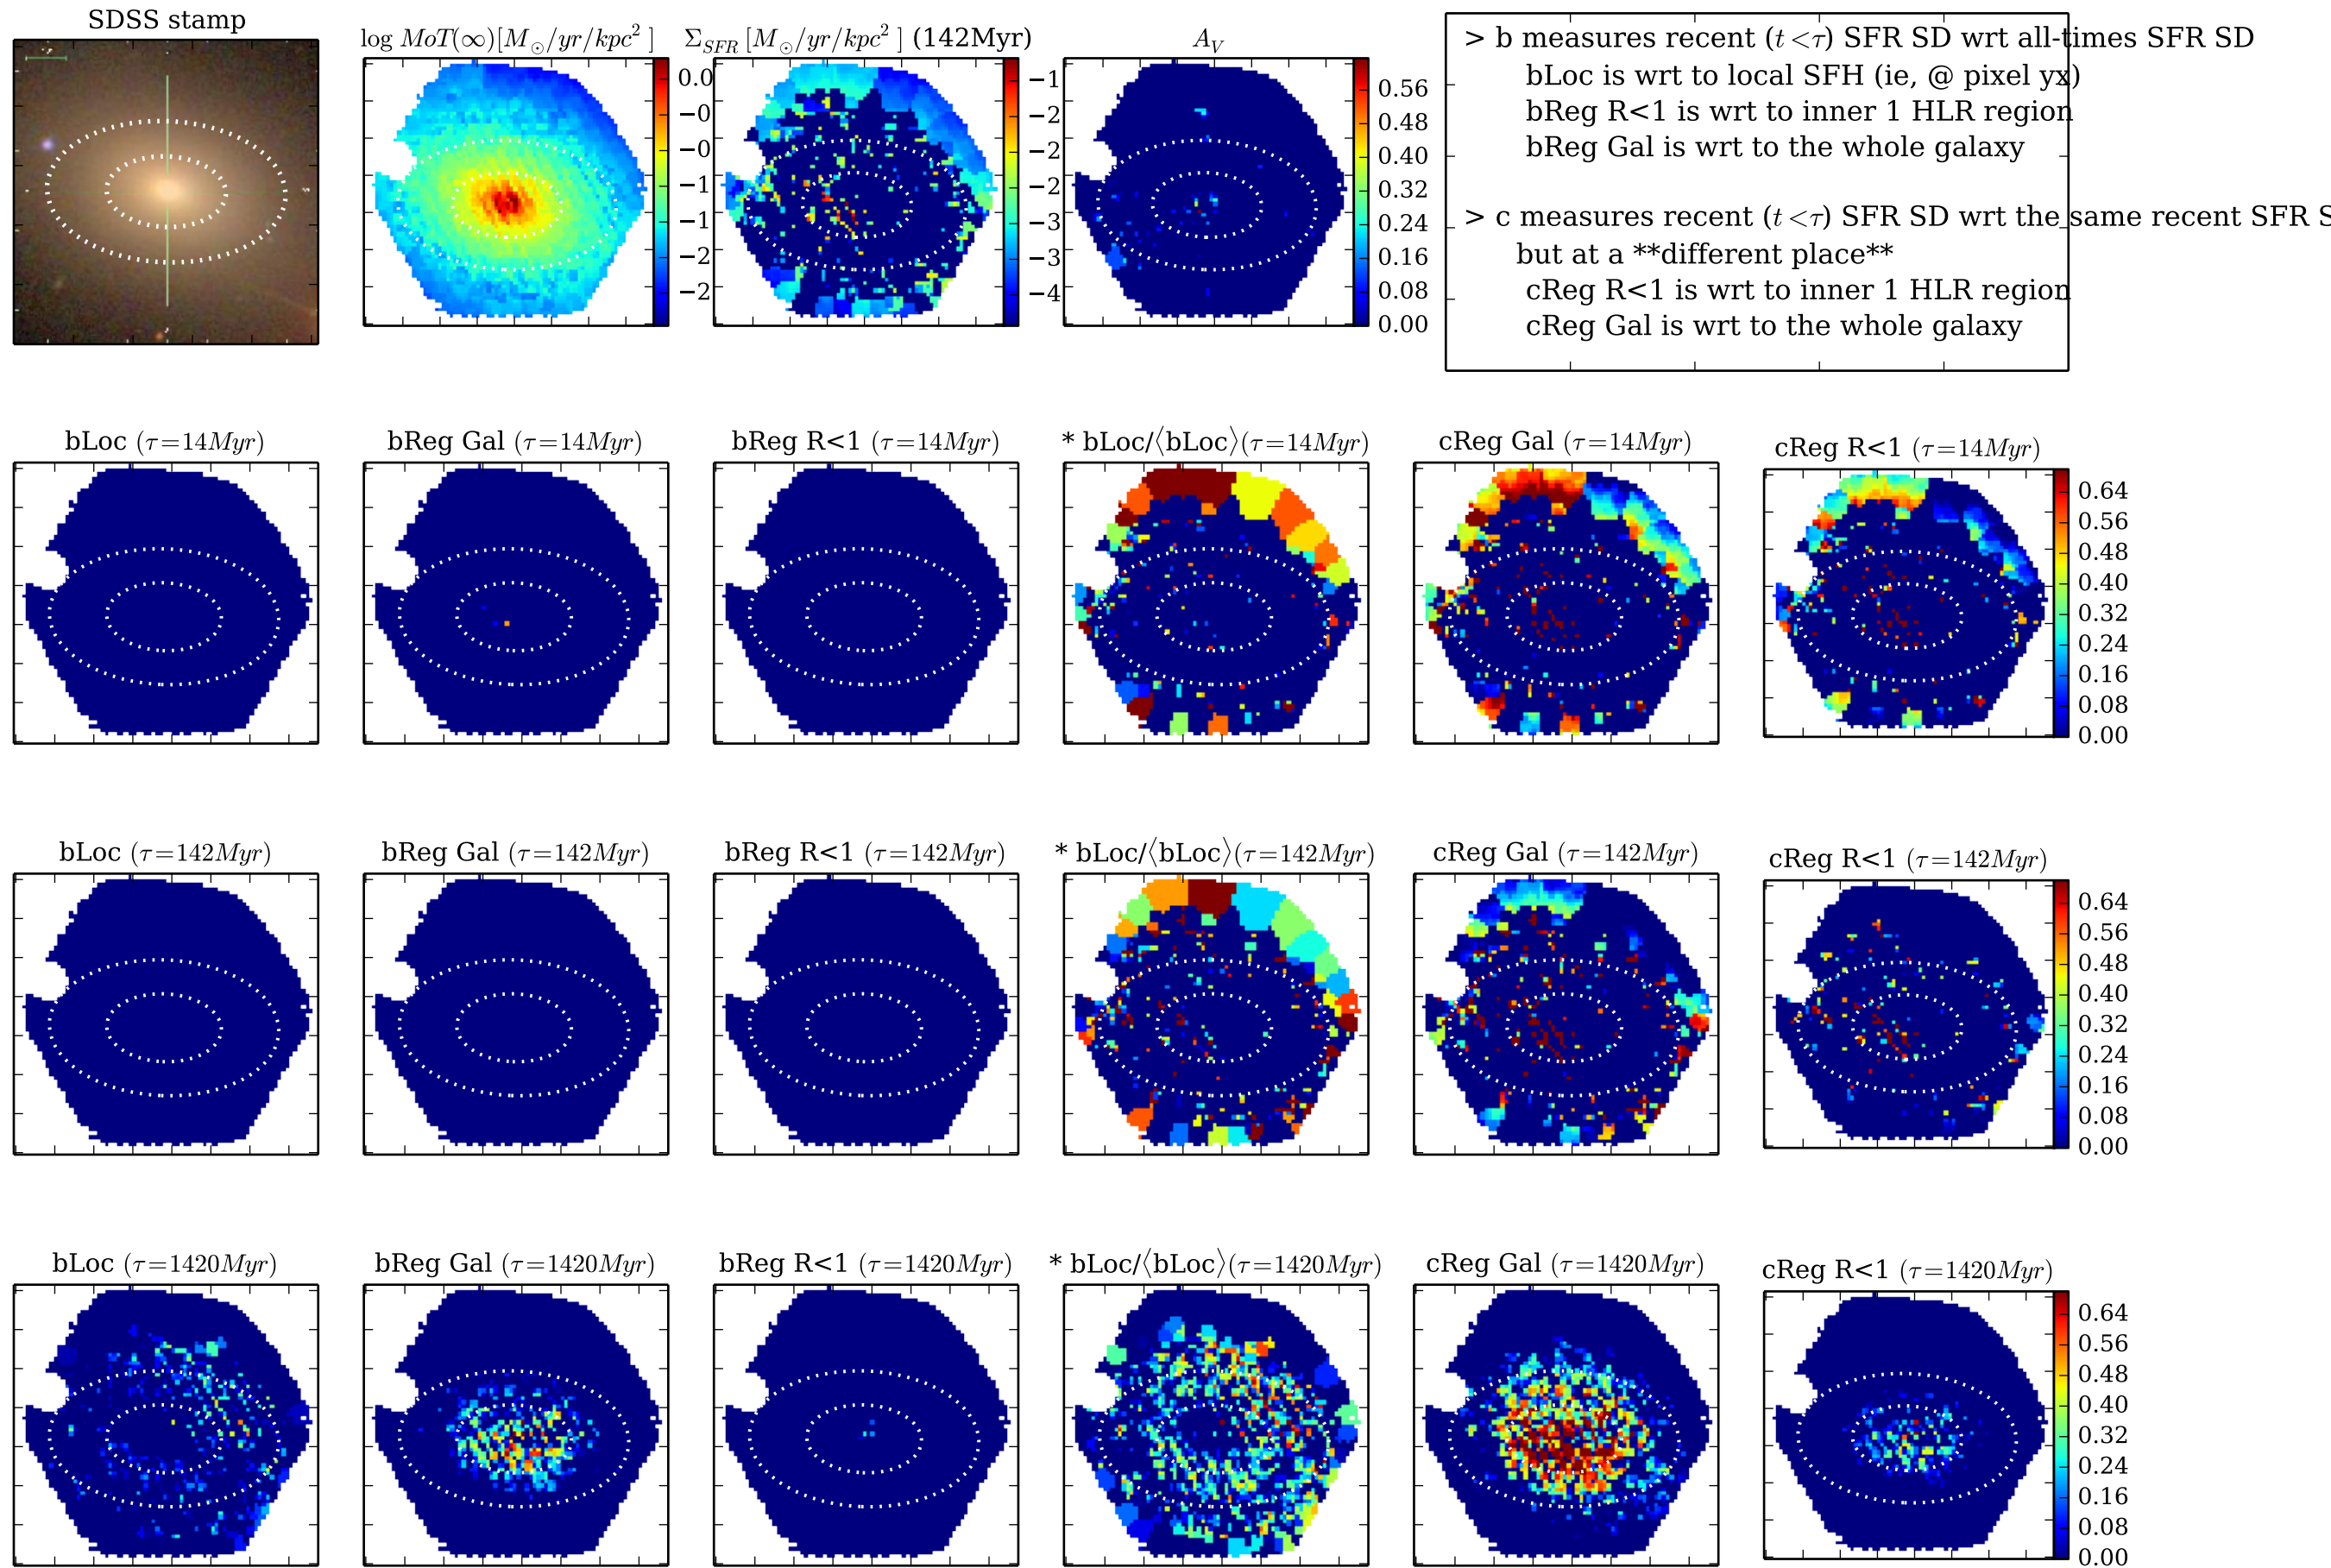 SDSS stamp
log MoT(∞)[M⊙/yr/kpc² ]
Σ_SFR [M⊙/yr/kpc² ] (142Myr)
A_V
0.0
−0
−0
−1
−1
−2
−2
−1
−2
−2
−2
−3
−3
−4
0.56
0.48
0.40
0.32
0.24
0.16
0.08
0.00
> b measures recent (t <τ) SFR SD wrt all-times SFR SD
bLoc is wrt to local SFH (ie, @ pixel yx)
bReg R<1 is wrt to inner 1 HLR region
bReg Gal is wrt to the whole galaxy
> c measures recent (t <τ) SFR SD wrt the same recent SFR S
but at a **different place**
cReg R<1 is wrt to inner 1 HLR region
cReg Gal is wrt to the whole galaxy
bLoc (τ=14Myr)
bReg Gal (τ=14Myr)
bReg R<1 (τ=14Myr)
* bLoc/⟨bLoc⟩(τ=14Myr)
cReg Gal (τ=14Myr)
cReg R<1 (τ=14Myr)
0.64
0.56
0.48
0.40
0.32
0.24
0.16
0.08
0.00
bLoc (τ=142Myr)
bReg Gal (τ=142Myr)
bReg R<1 (τ=142Myr)
* bLoc/⟨bLoc⟩(τ=142Myr)
cReg Gal (τ=142Myr)
cReg R<1 (τ=142Myr)
0.64
0.56
0.48
0.40
0.32
0.24
0.16
0.08
0.00
bLoc (τ=1420Myr)
bReg Gal (τ=1420Myr)
bReg R<1 (τ=1420Myr)
* bLoc/⟨bLoc⟩(τ=1420Myr)
cReg Gal (τ=1420Myr)
cReg R<1 (τ=1420Myr)
0.64
0.56
0.48
0.40
0.32
0.24
0.16
0.08
0.00